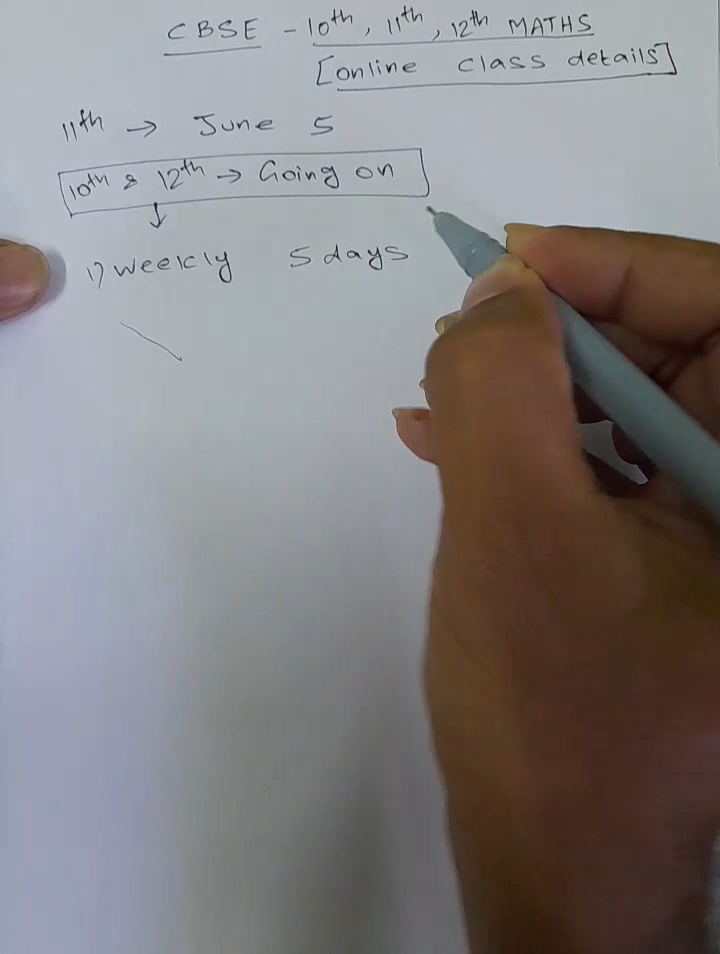 CBSE - 10th, 11th, 12th MATHS
[online class details]
11th → June 5
10th & 12th → Going on
↓
1) weekly 5 days